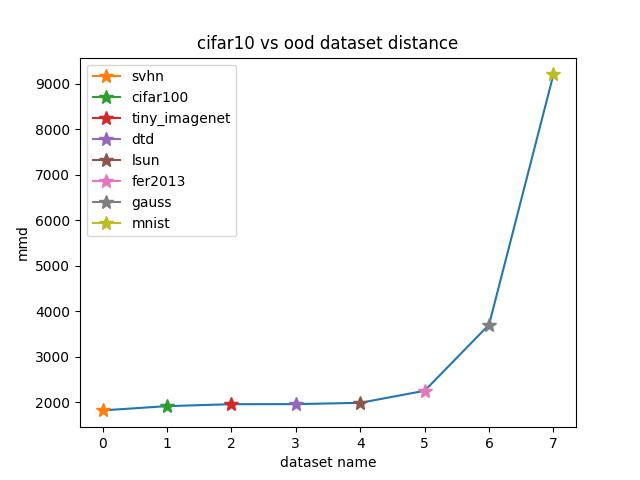 cifar10 vs ood dataset distance
svhn
cifar100
tiny_imagenet
dtd
lsun
fer2013
gauss
mnist
9000
8000
7000
6000
5000
4000
3000
2000
mmd
0 1 2 3 4 5 6 7
dataset name